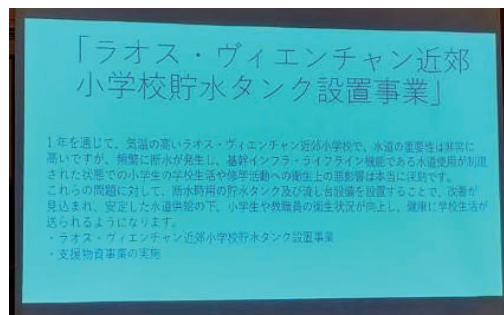 「ラオス・ヴィエンチャン近郊
小学校貯水タンク設置事業」
1年を通じて、気温の高いラオス・ヴィエンチャン近郊小学校で、水道の重要性は非常に
高いですが、頻繁に断水が発生し、基幹インフラ・ライフライン機能である水道使用が制限
された状態での小学生の学校生活や修学活動への衛生上の悪影響は本当に深刻です。
これらの問題に対して、断水時用の貯水タンク及び流し台設備を設置することで、改善が
見込まれ、安定した水道供給の下、小学生や教職員の衛生状況が向上し、健康に学校生活が
送られるようになります。
・ラオス・ヴィエンチャン近郊小学校貯水タンク設置事業
・支援物資事業の実施